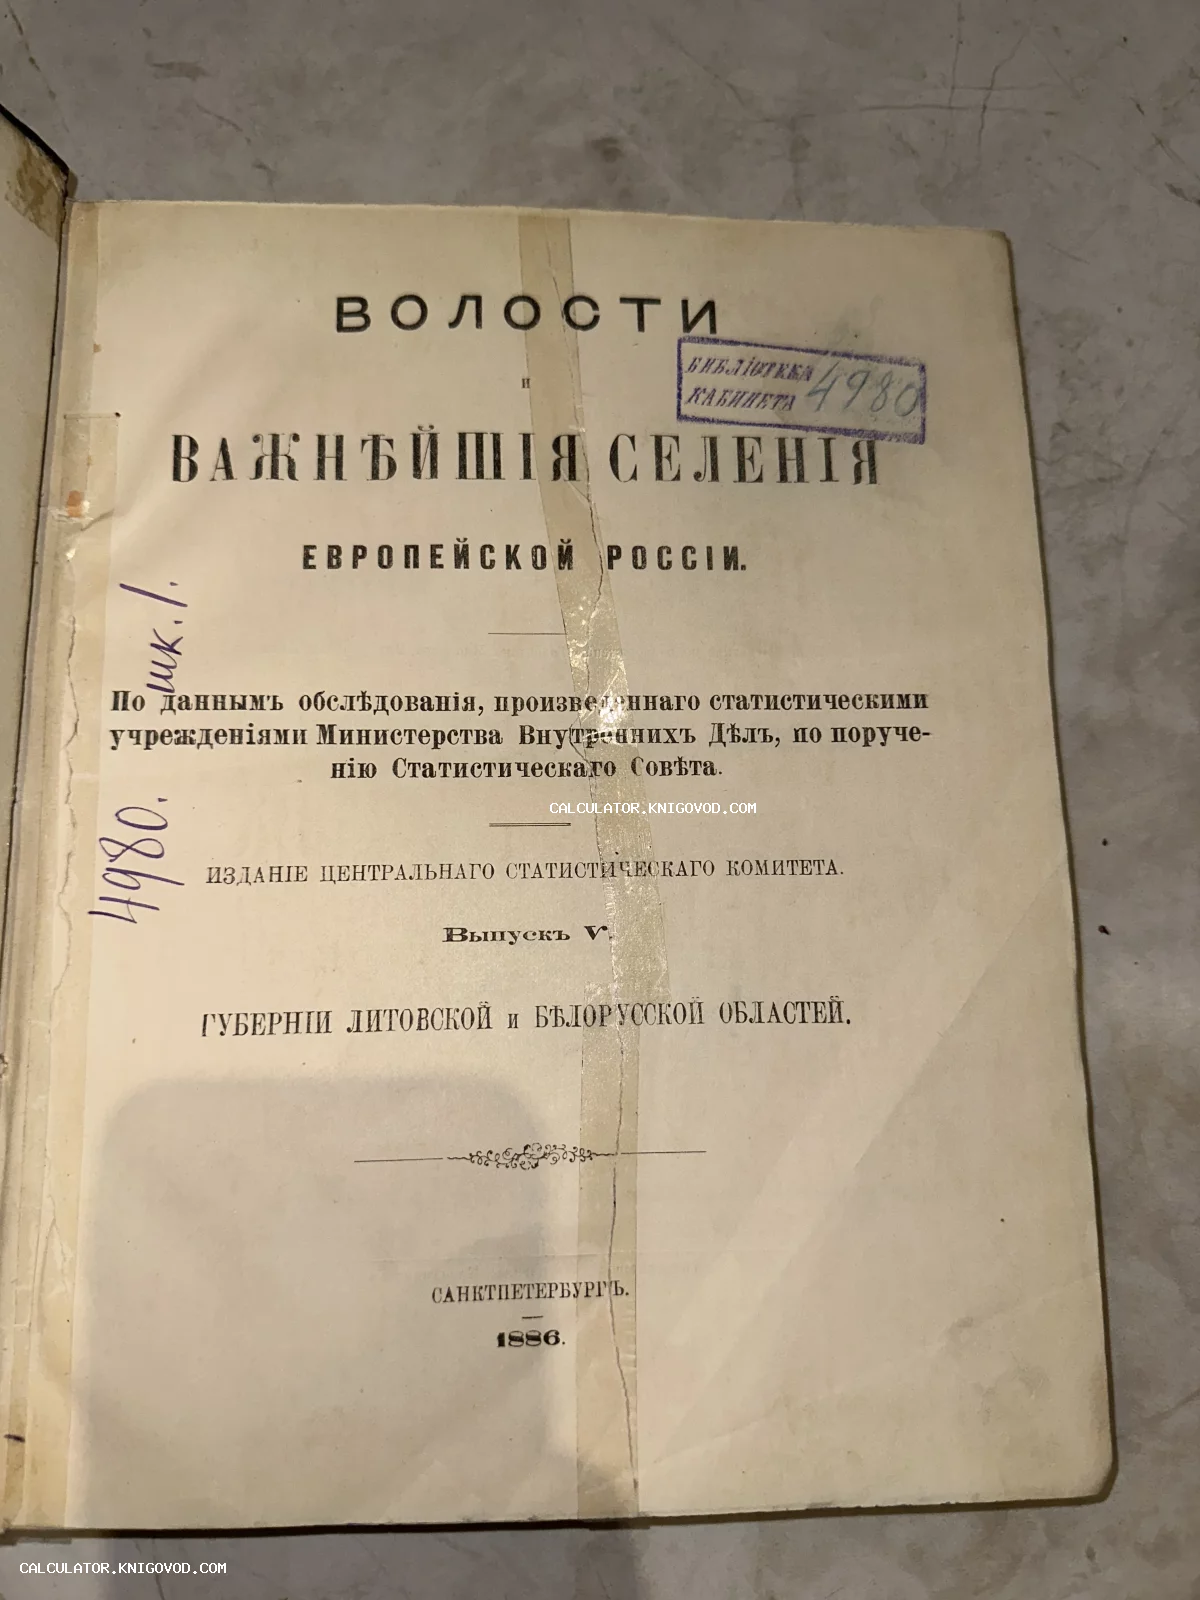 ВОЛОСТИ
И
ВАЖНѢЙШІЯ СЕЛЕНІЯ
ЕВРОПЕЙСКОЙ РОССІИ.
БИБЛІОТЕКА
КАБИНЕТА
4980
По даннымъ обслѣдованія, произведеннаго статистическими
учрежденіями Министерства Внутреннихъ Дѣлъ, по поруче-
нію Статистическаго Совѣта.
CALCULATOR.KNIGOVOD.COM
ИЗДАНІЕ ЦЕНТРАЛЬНАГО СТАТИСТИЧЕСКАГО КОМИТЕТА.
Выпускъ V.
ГУБЕРНІИ ЛИТОВСКОЙ и БѢЛОРУССКОЙ ОБЛАСТЕЙ.
САНКТПЕТЕРБУРГЪ.
1886.
4980. шк. 1.
CALCULATOR.KNIGOVOD.COM